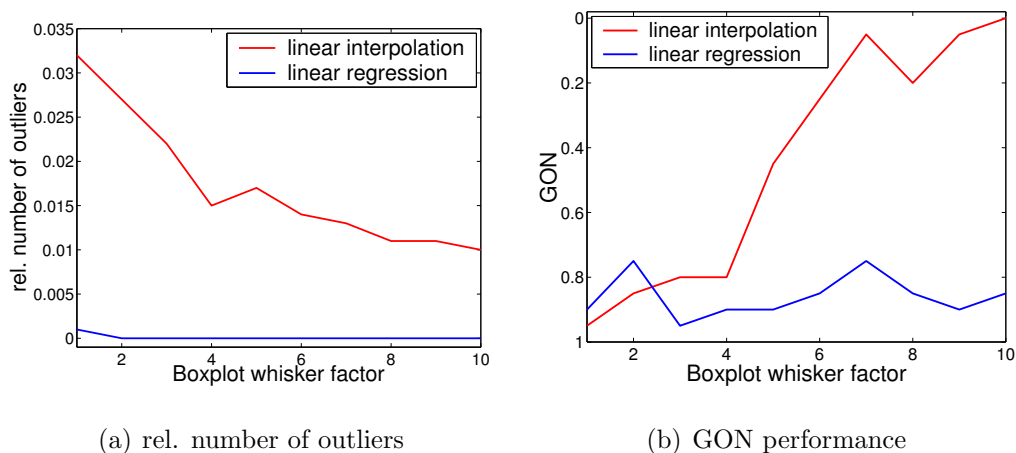 0.035
0.03
0.025
0.02
0.015
0.01
0.005
0
rel. number of outliers
linear interpolation
linear regression
2 4 6 8 10
Boxplot whisker factor
(a) rel. number of outliers
0
0.2
0.4
0.6
0.8
1
GON
linear interpolation
linear regression
2 4 6 8 10
Boxplot whisker factor
(b) GON performance